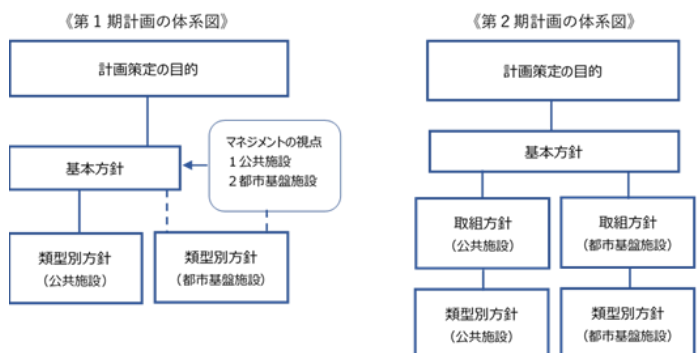 《第1期計画の体系図》
計画策定の目的
マネジメントの視点
1公共施設
2都市基盤施設
基本方針
類型別方針
(公共施設)
類型別方針
(都市基盤施設)
《第2期計画の体系図》
計画策定の目的
基本方針
取組方針
(公共施設)
取組方針
(都市基盤施設)
類型別方針
(公共施設)
類型別方針
(都市基盤施設)